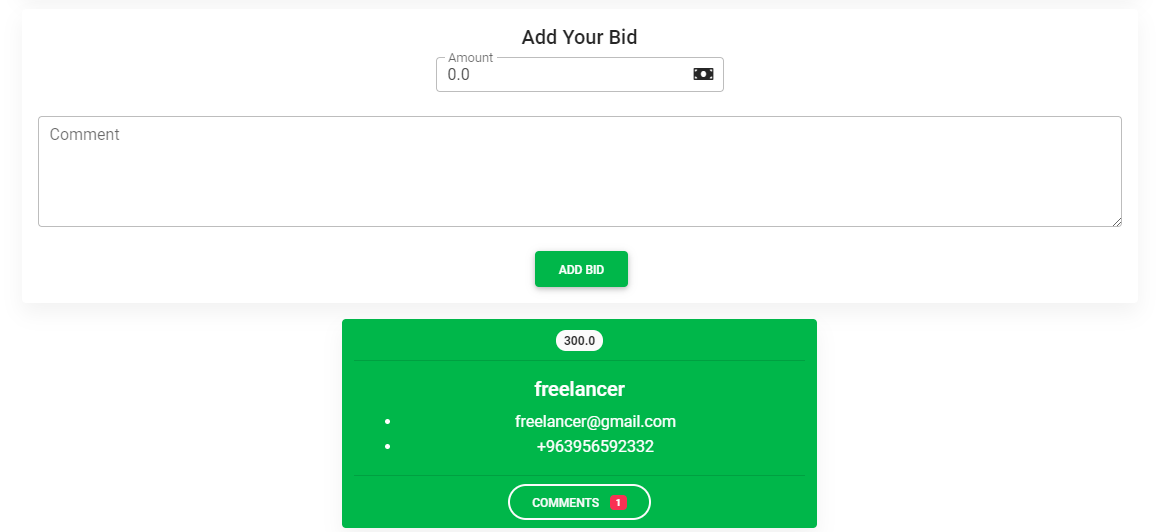 Add Your Bid
Amount
0.0
Comment
ADD BID
300.0
freelancer
freelancer@gmail.com
+963956592332
COMMENTS 1